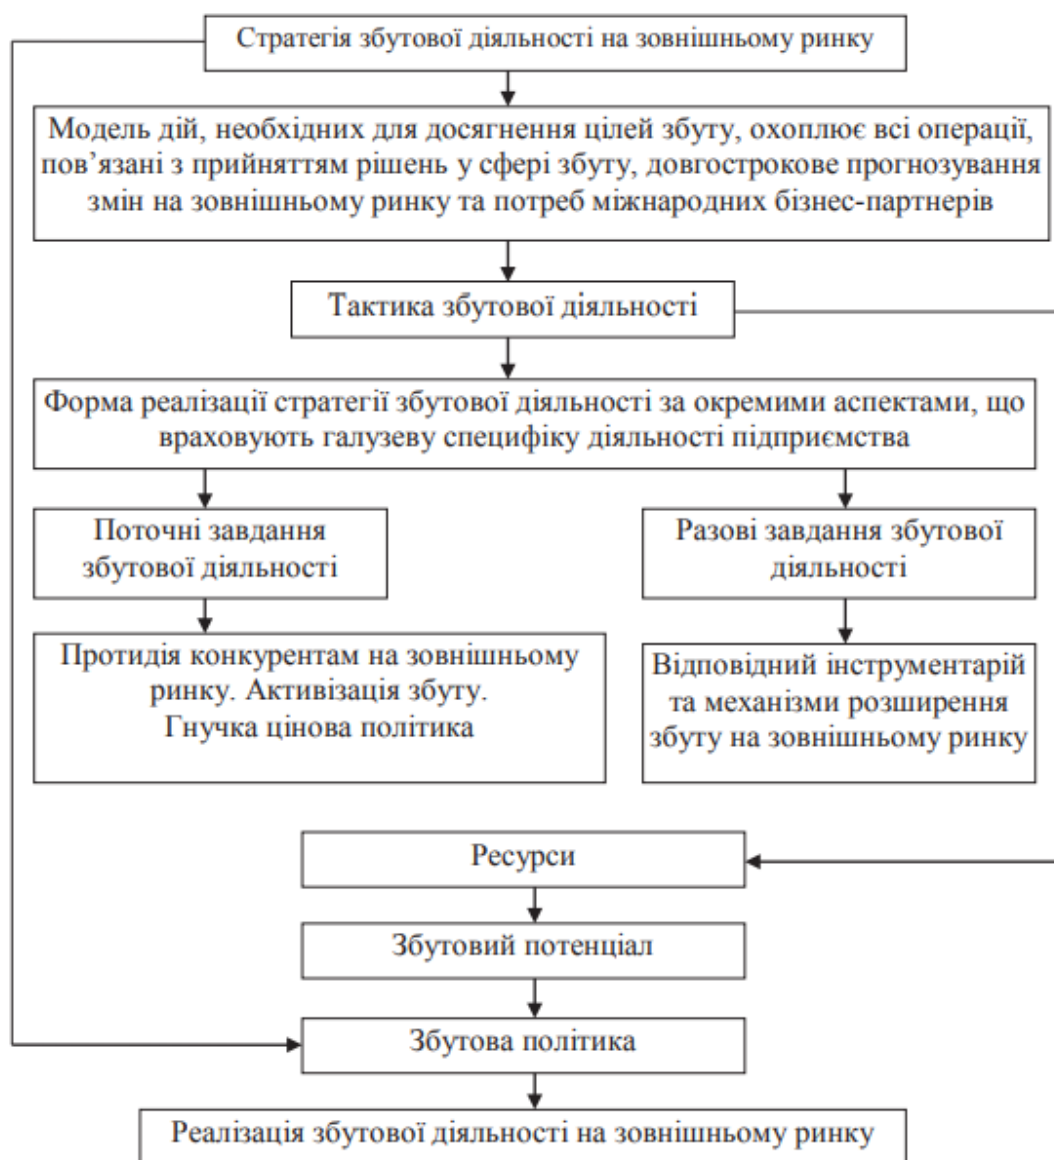 Стратегія збутової діяльності на зовнішньому ринку
Модель дій, необхідних для досягнення цілей збуту, охоплює всі операції,
пов’язані з прийняттям рішень у сфері збуту, довгострокове прогнозування
змін на зовнішньому ринку та потреб міжнародних бізнес-партнерів
Тактика збутової діяльності
Форма реалізації стратегії збутової діяльності за окремими аспектами, що
враховують галузеву специфіку діяльності підприємства
Поточні завдання
збутової діяльності
Разові завдання збутової
діяльності
Протидія конкурентам на зовнішньому
ринку. Активізація збуту.
Гнучка цінова політика
Відповідний інструментарій
та механізми розширення
збуту на зовнішньому ринку
Ресурси
Збутовий потенціал
Збутова політика
Реалізація збутової діяльності на зовнішньому ринку